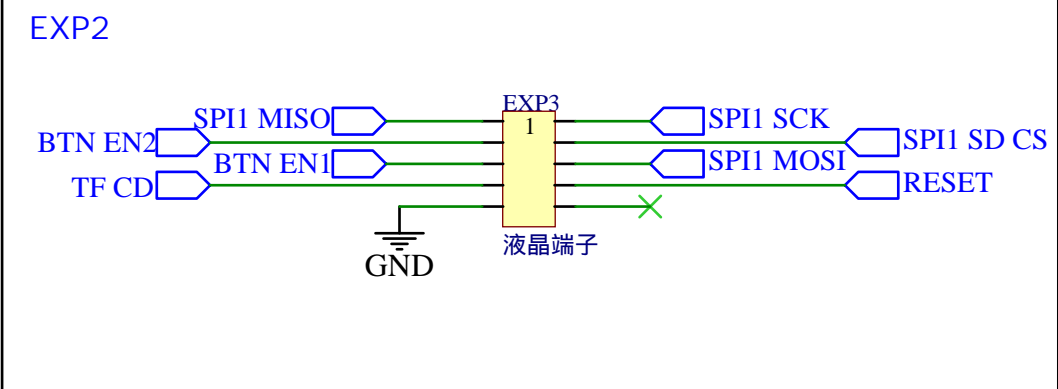 EXP2
EXP3
SPI1 MISO
1
SPI1 SCK
BTN EN2
SPI1 SD CS
BTN EN1
SPI1 MOSI
TF CD
RESET
液晶端子
GND